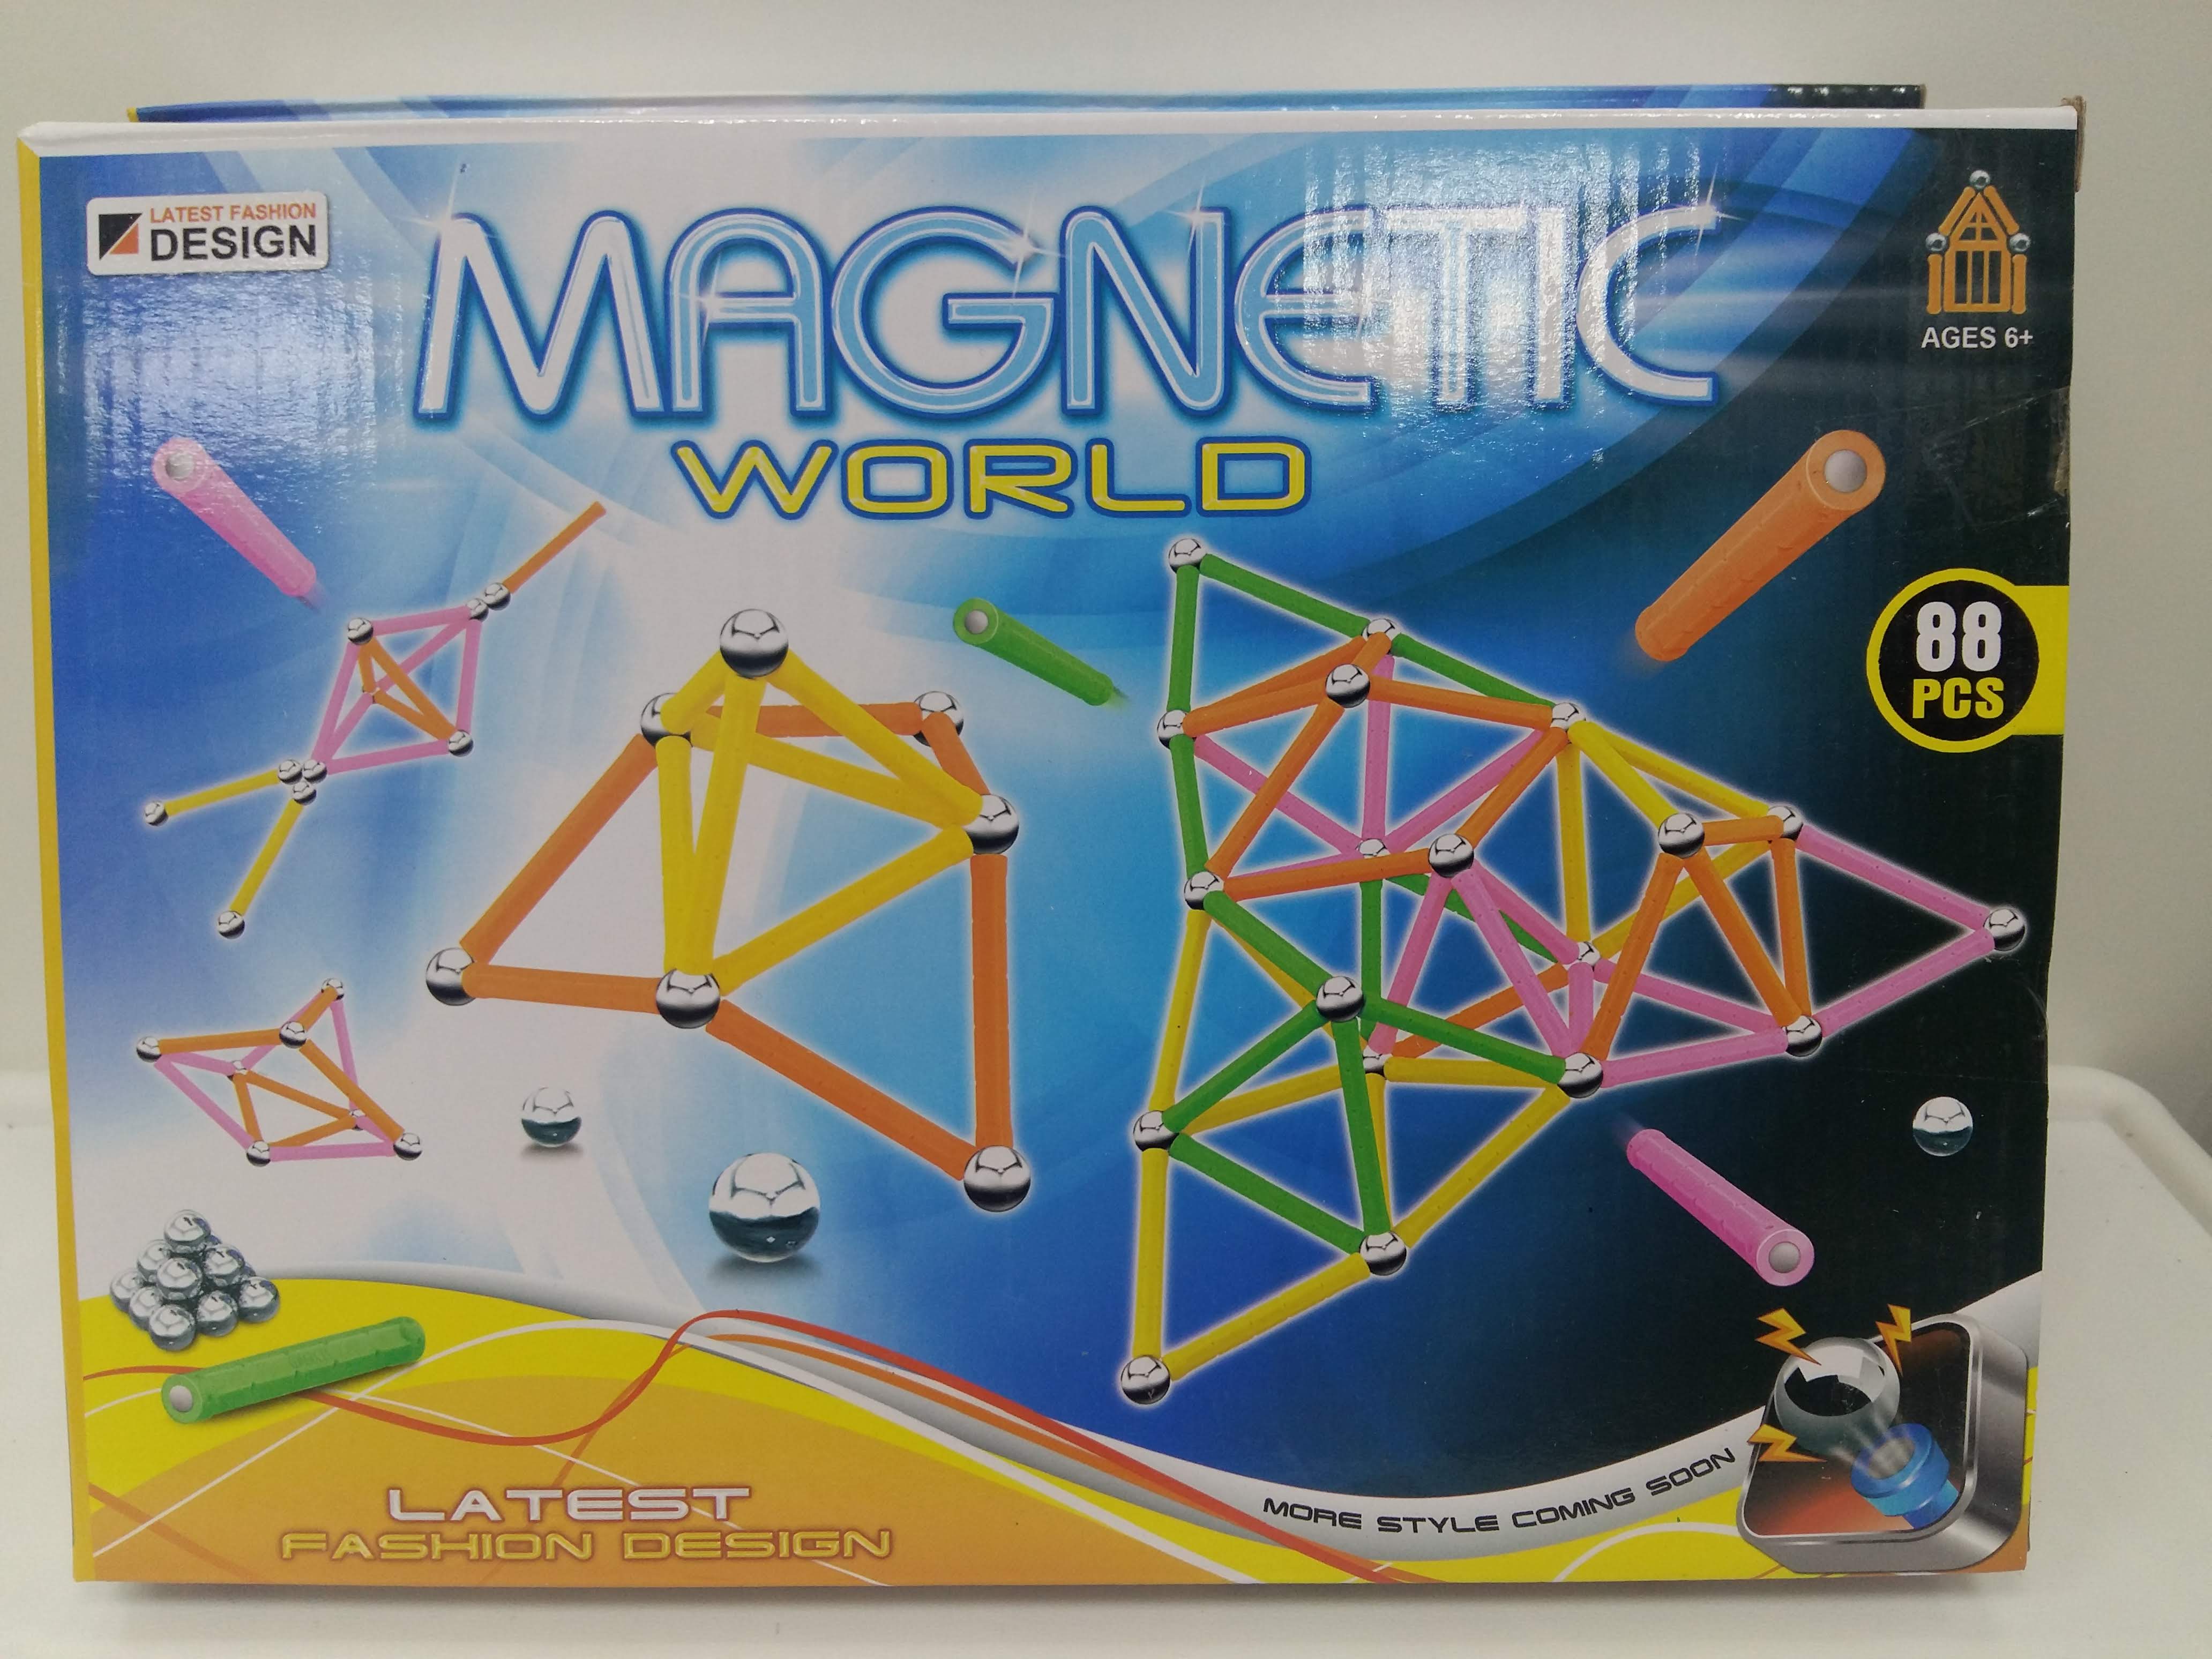 LATEST FASHION
DESIGN
MAGNETIC
WORLD
AGES 6+
88
PCS
LATEST
FASHION DESIGN
MORE STYLE COMING SOON